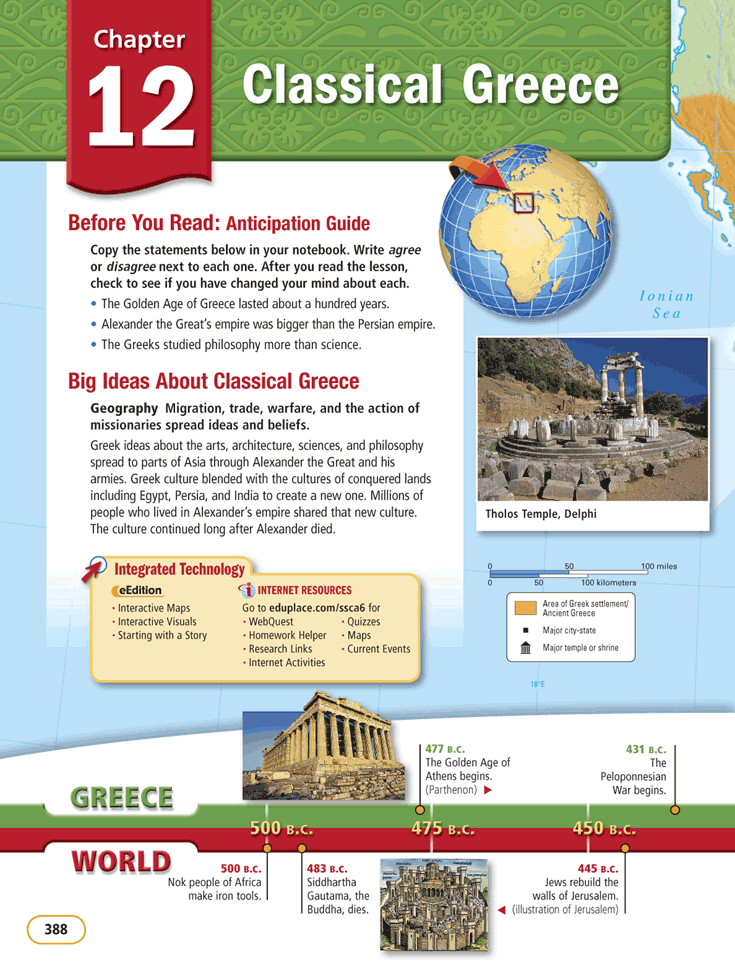 Chapter
12
Classical Greece
Before You Read: Anticipation Guide
Copy the statements below in your notebook. Write agree
or disagree next to each one. After you read the lesson,
check to see if you have changed your mind about each.
• The Golden Age of Greece lasted about a hundred years.
• Alexander the Great's empire was bigger than the Persian empire.
• The Greeks studied philosophy more than science.
Big Ideas About Classical Greece
Geography Migration, trade, warfare, and the action of
missionaries spread ideas and beliefs.
Greek ideas about the arts, architecture, sciences, and philosophy
spread to parts of Asia through Alexander the Great and his
armies. Greek culture blended with the cultures of conquered lands
including Egypt, Persia, and India to create a new one. Millions of
people who lived in Alexander's empire shared that new culture.
The culture continued long after Alexander died.
Ionian
Sea
Tholos Temple, Delphi
Integrated Technology
eEdition
• Interactive Maps
• Interactive Visuals
• Starting with a Story
INTERNET RESOURCES
Go to eduplace.com/ssca6 for
• WebQuest
• Homework Helper
• Research Links
• Internet Activities
• Quizzes
• Maps
• Current Events
0 50 100 miles
0 50 100 kilometers
Area of Greek settlement/
Ancient Greece
Major city-state
Major temple or shrine
18°E
477 B.C.
The Golden Age of
Athens begins.
(Parthenon)
431 B.C.
The
Peloponnesian
War begins.
GREECE
500 B.C. 475 B.C. 450 B.C.
WORLD
500 B.C.
Nok people of Africa
make iron tools.
483 B.C.
Siddhartha
Gautama, the
Buddha, dies.
445 B.C.
Jews rebuild the
walls of Jerusalem.
(illustration of Jerusalem)
388